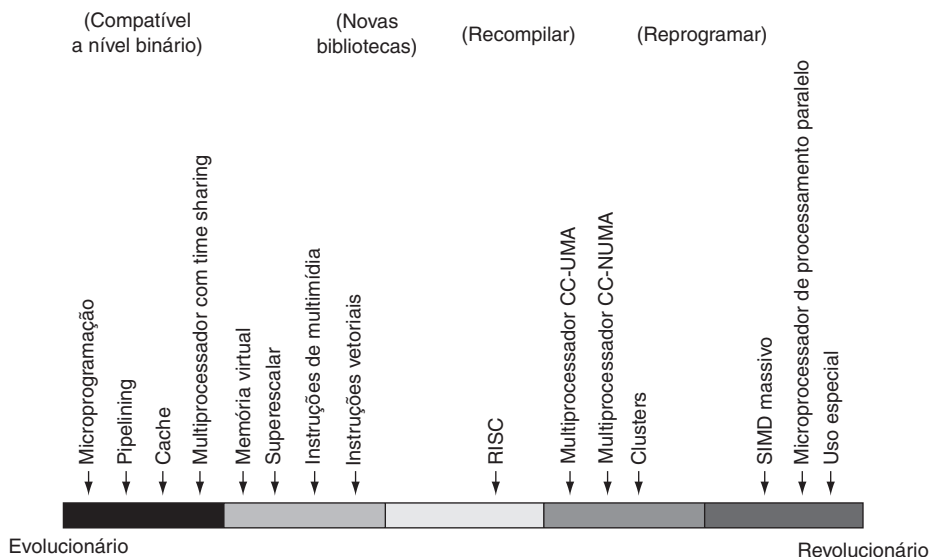 (Compatível
a nível binário)
(Novas
bibliotecas)
(Recompilar)
(Reprogramar)
Microprogramação
Pipelining
Cache
Multiprocessador com time sharing
Memória virtual
Superescalar
Instruções de multimídia
Instruções vetoriais
RISC
Multiprocessador CC-UMA
Multiprocessador CC-NUMA
Clusters
SIMD massivo
Microprocessador de processamento paralelo
Uso especial
Evolucionário
Revolucionário